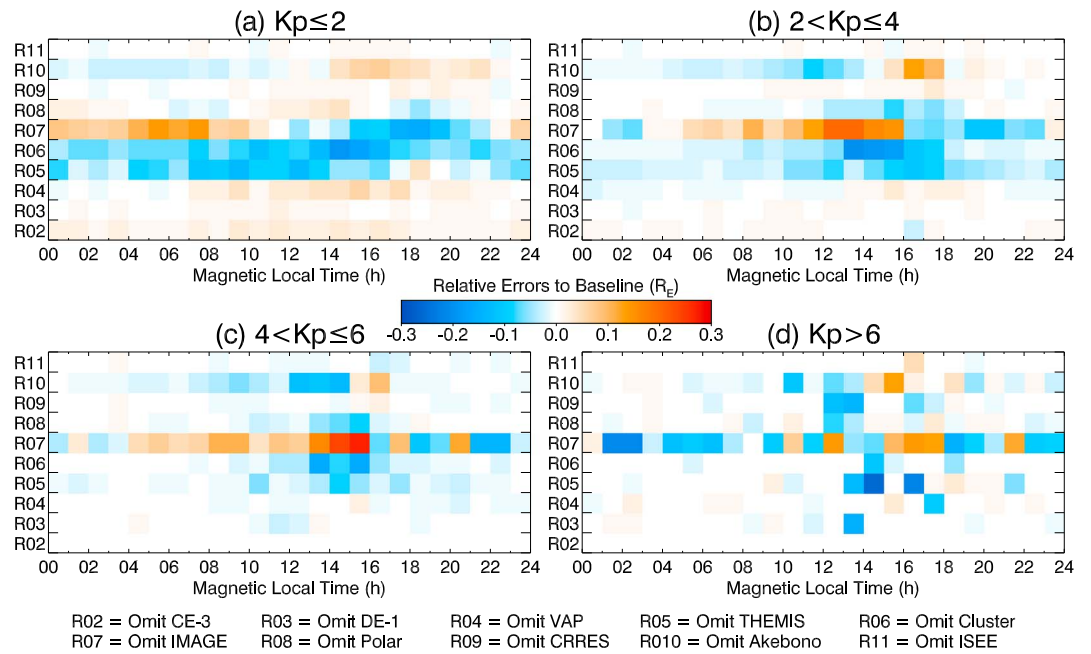 (a) Kp≤2
(b) 2<Kp≤4
R11
R10
R09
R08
R07
R06
R05
R04
R03
R02
00 02 04 06 08 10 12 14 16 18 20 22 24
Magnetic Local Time (h)
R11
R10
R09
R08
R07
R06
R05
R04
R03
R02
00 02 04 06 08 10 12 14 16 18 20 22 24
Magnetic Local Time (h)
Relative Errors to Baseline (R_E)
-0.3 -0.2 -0.1 0.0 0.1 0.2 0.3
(c) 4<Kp≤6
(d) Kp>6
R11
R10
R09
R08
R07
R06
R05
R04
R03
R02
00 02 04 06 08 10 12 14 16 18 20 22 24
Magnetic Local Time (h)
R11
R10
R09
R08
R07
R06
R05
R04
R03
R02
00 02 04 06 08 10 12 14 16 18 20 22 24
Magnetic Local Time (h)
R02 = Omit CE-3 R03 = Omit DE-1 R04 = Omit VAP R05 = Omit THEMIS R06 = Omit Cluster
R07 = Omit IMAGE R08 = Omit Polar R09 = Omit CRRES R010 = Omit Akebono R11 = Omit ISEE